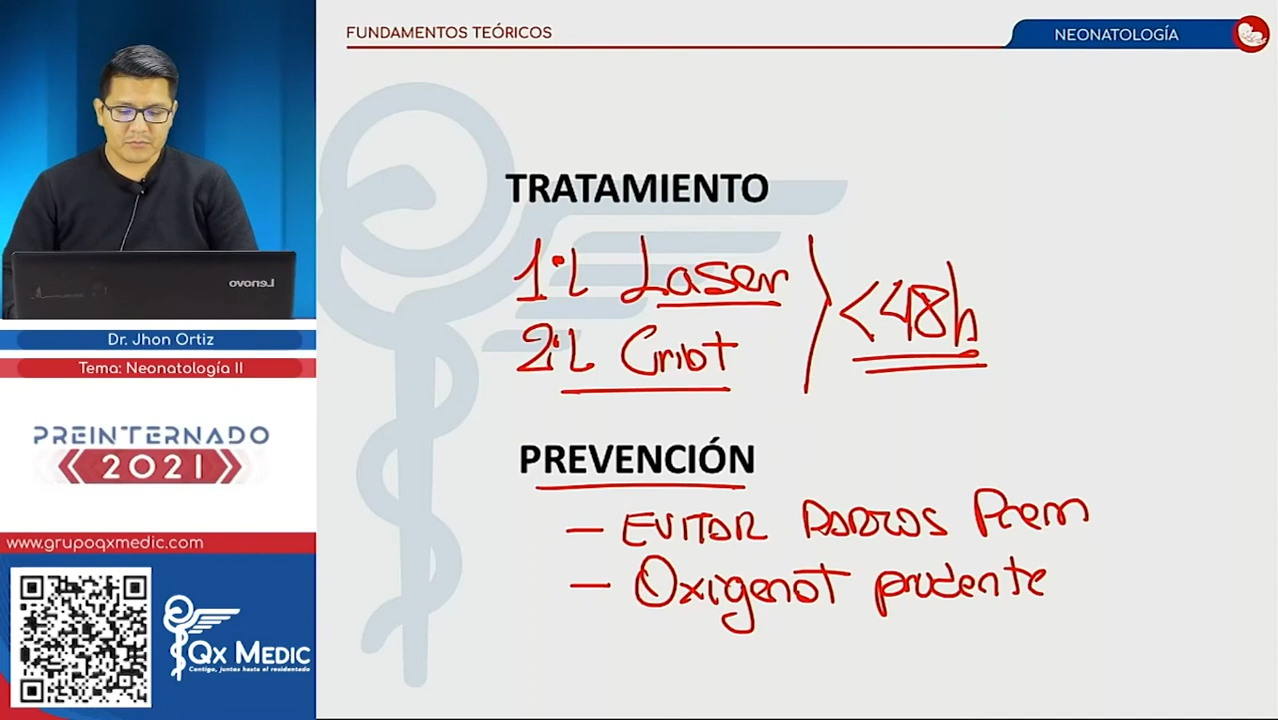 FUNDAMENTOS TEÓRICOS
NEONATOLOGÍA
TRATAMIENTO
1:L Laser
2:L Criot
<48h
PREVENCIÓN
- EVITAR PARTOS Prem
- Oxigenot prudente
Lenovo
Dr. Jhon Ortiz
Tema: Neonatología II
PREINTERNADO
2021
www.grupoqxmedic.com
QX MEDIC
Contigo, juntos hasta el residentado